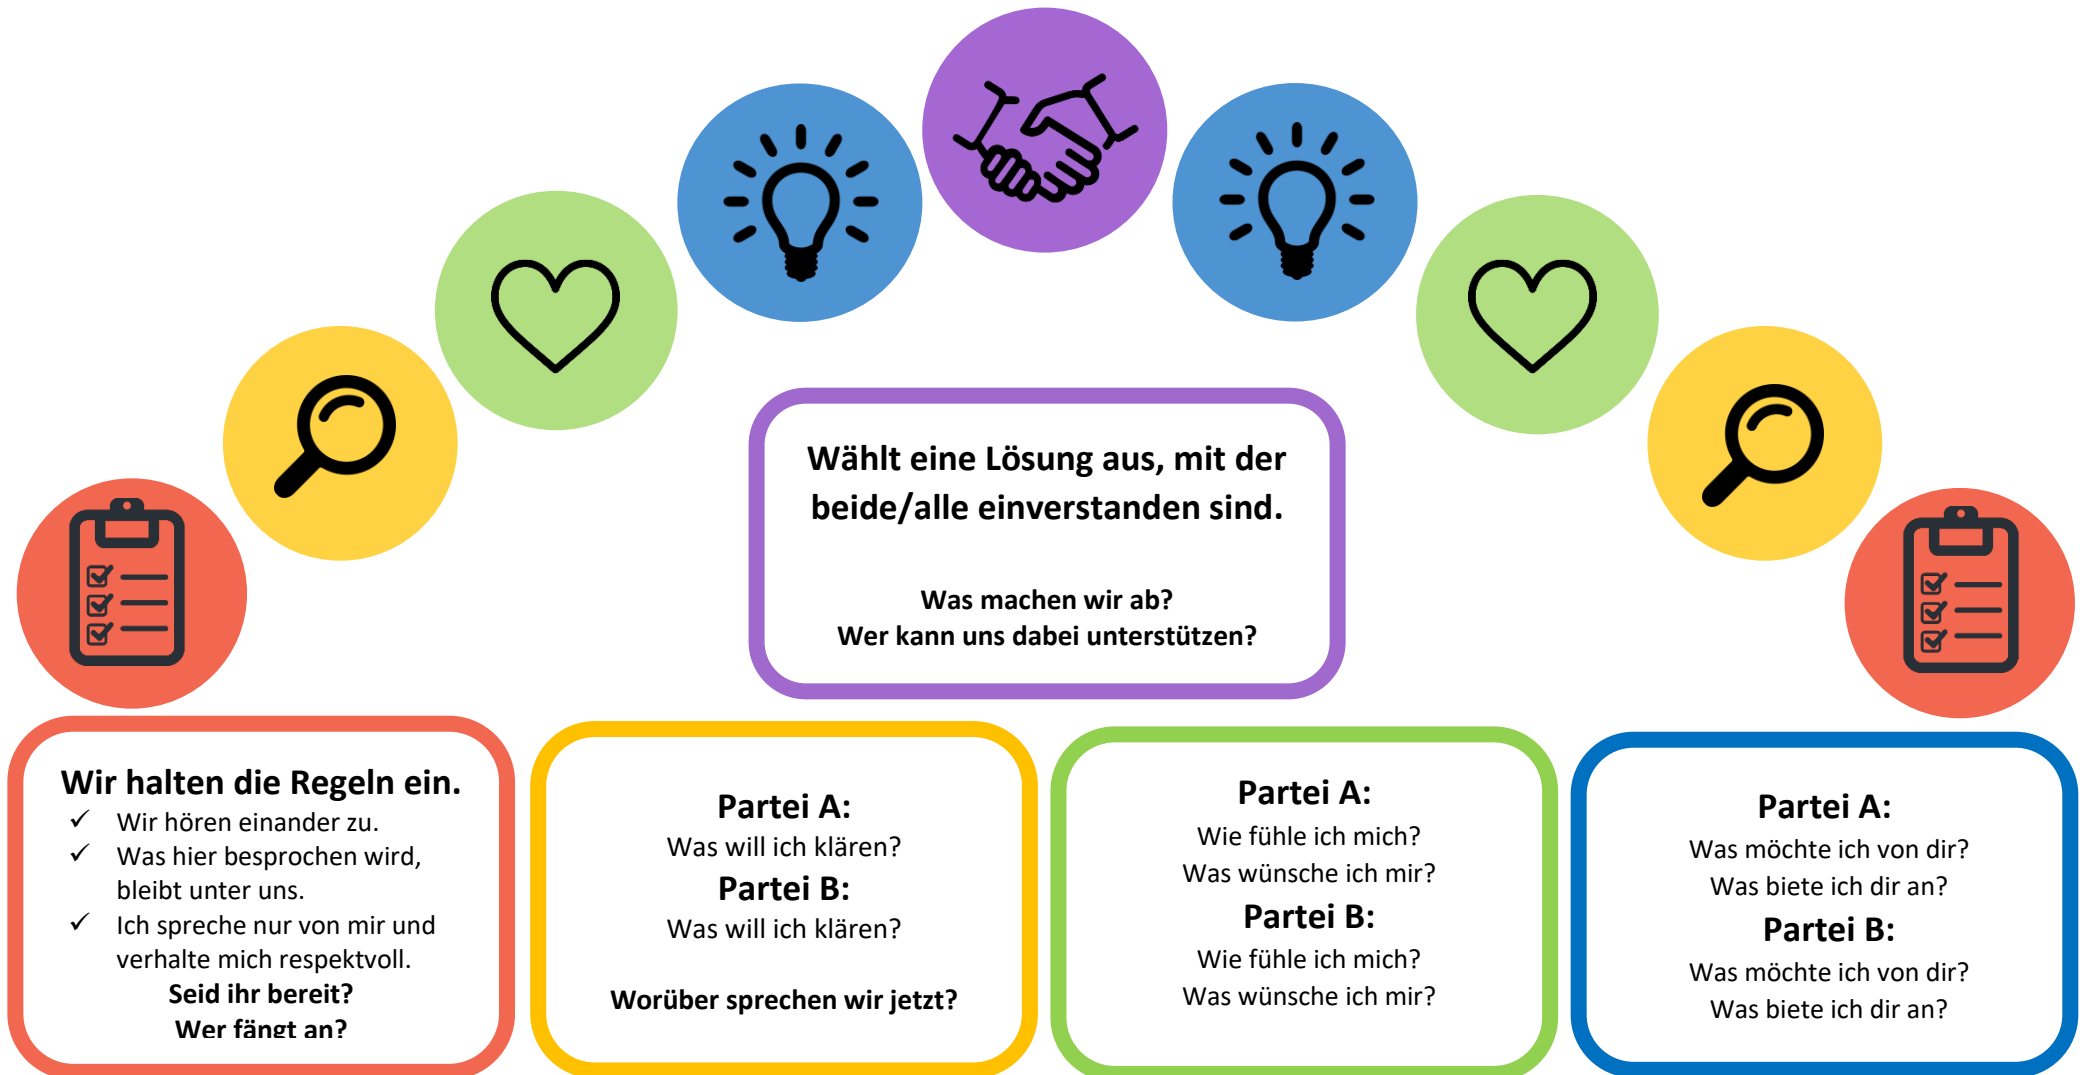 Wählt eine Lösung aus, mit der
beide/alle einverstanden sind.
Was machen wir ab?
Wer kann uns dabei unterstützen?
Wir halten die Regeln ein.
✓ Wir hören einander zu.
✓ Was hier besprochen wird,
bleibt unter uns.
✓ Ich spreche nur von mir und
verhalte mich respektvoll.
Seid ihr bereit?
Wer fängt an?
Partei A:
Was will ich klären?
Partei B:
Was will ich klären?
Worüber sprechen wir jetzt?
Partei A:
Wie fühle ich mich?
Was wünsche ich mir?
Partei B:
Wie fühle ich mich?
Was wünsche ich mir?
Partei A:
Was möchte ich von dir?
Was biete ich dir an?
Partei B:
Was möchte ich von dir?
Was biete ich dir an?